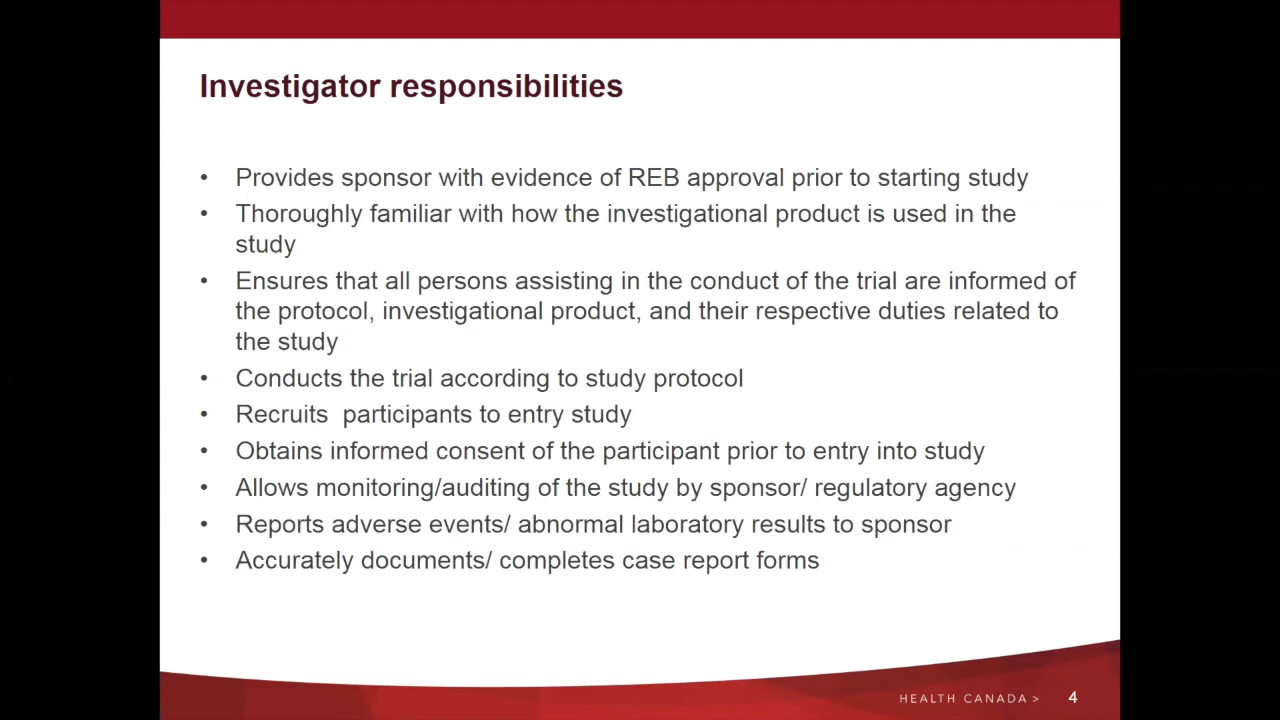 Investigator responsibilities
• Provides sponsor with evidence of REB approval prior to starting study
• Thoroughly familiar with how the investigational product is used in the
study
• Ensures that all persons assisting in the conduct of the trial are informed of
the protocol, investigational product, and their respective duties related to
the study
• Conducts the trial according to study protocol
• Recruits  participants to entry study
• Obtains informed consent of the participant prior to entry into study
• Allows monitoring/auditing of the study by sponsor/ regulatory agency
• Reports adverse events/ abnormal laboratory results to sponsor
• Accurately documents/ completes case report forms
HEALTH CANADA > 4